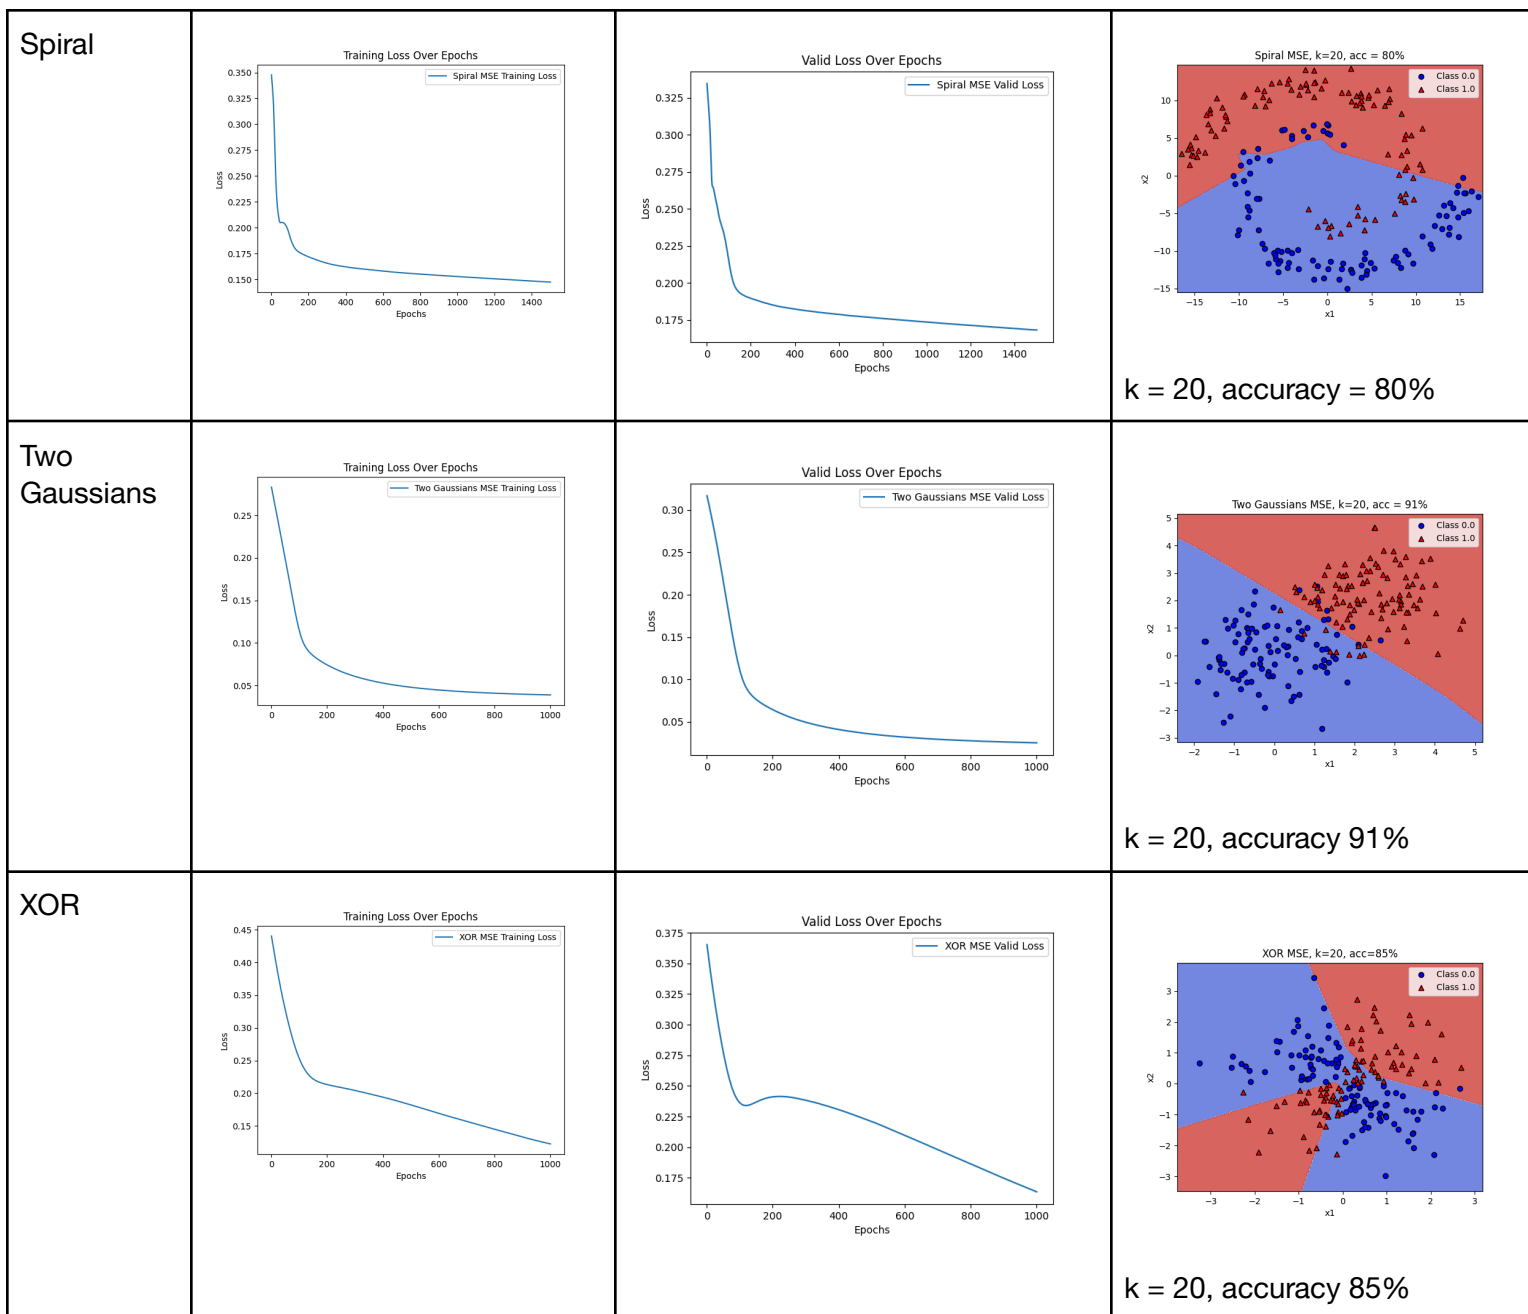 Spiral
Training Loss Over Epochs
Spiral MSE Training Loss
0.350
0.325
0.300
0.275
0.250
0.225
0.200
0.175
0.150
Loss
0 200 400 600 800 1000 1200 1400
Epochs
Valid Loss Over Epochs
Spiral MSE Valid Loss
0.325
0.300
0.275
0.250
0.225
0.200
0.175
Loss
0 200 400 600 800 1000 1200 1400
Epochs
Spiral MSE, k=20, acc = 80%
Class 0.0
Class 1.0
10
5
0
−5
−10
−15
x2
−15 −10 −5 0 5 10 15
x1
k = 20, accuracy = 80%
Two
Gaussians
Training Loss Over Epochs
Two Gaussians MSE Training Loss
0.25
0.20
0.15
0.10
0.05
Loss
0 200 400 600 800 1000
Epochs
Valid Loss Over Epochs
Two Gaussians MSE Valid Loss
0.30
0.25
0.20
0.15
0.10
0.05
Loss
0 200 400 600 800 1000
Epochs
Two Gaussians MSE, k=20, acc = 91%
Class 0.0
Class 1.0
5
4
3
2
1
0
−1
−2
−3
x2
−2 −1 0 1 2 3 4 5
x1
k = 20, accuracy 91%
XOR
Training Loss Over Epochs
XOR MSE Training Loss
0.45
0.40
0.35
0.30
0.25
0.20
0.15
Loss
0 200 400 600 800 1000
Epochs
Valid Loss Over Epochs
XOR MSE Valid Loss
0.375
0.350
0.325
0.300
0.275
0.250
0.225
0.200
0.175
Loss
0 200 400 600 800 1000
Epochs
XOR MSE, k=20, acc=85%
Class 0.0
Class 1.0
3
2
1
0
−1
−2
−3
x2
−3 −2 −1 0 1 2 3
x1
k = 20, accuracy 85%